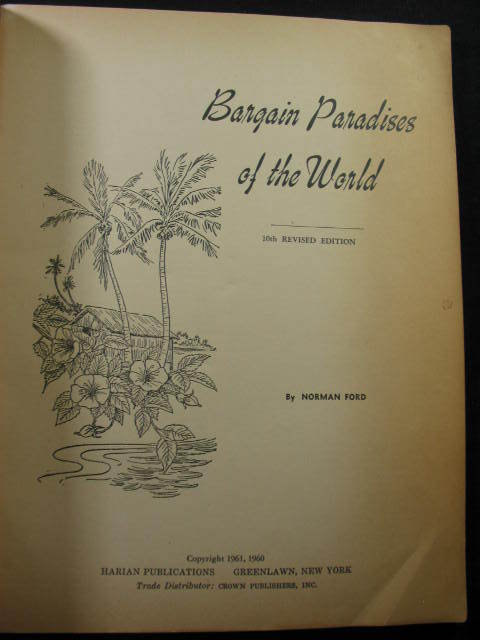 Bargain Paradises
of the World
10th REVISED EDITION
By NORMAN FORD
Copyright 1961, 1960
HARIAN PUBLICATIONS GREENLAWN, NEW YORK
Trade Distributor: CROWN PUBLISHERS, INC.